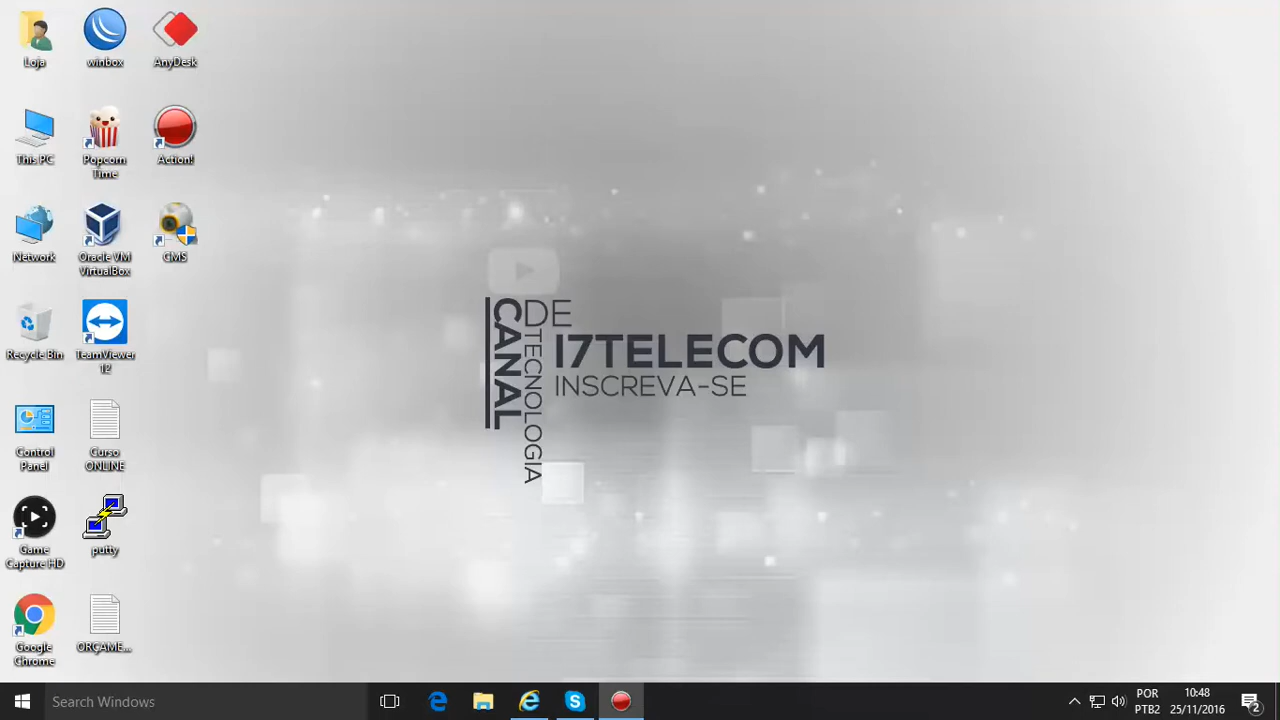 Loja
winbox
AnyDesk
This PC
Popcorn
Time
Action!
Network
Oracle VM
VirtualBox
CMS
Recycle Bin
TeamViewer
12
Control
Panel
Curso
ONLINE
Game
Capture HD
putty
Google
Chrome
ORÇAME...
CANAL
DE
TECNOLOGIA
I7TELECOM
INSCREVA-SE
Search Windows
POR
PTB2
10:48
25/11/2016
2